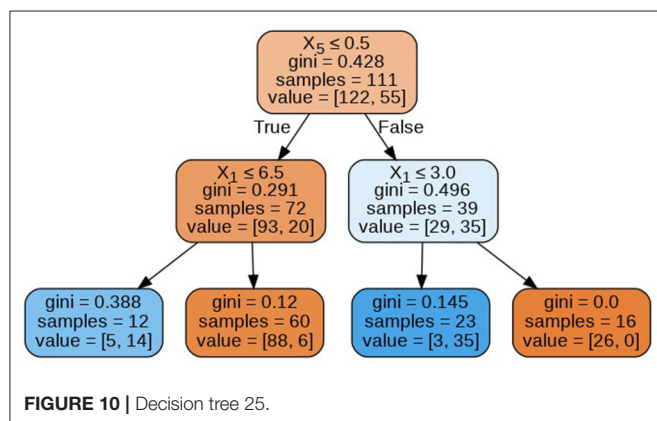 X5 ≤ 0.5
gini = 0.428
samples = 111
value = [122, 55]
True
False
X1 ≤ 6.5
gini = 0.291
samples = 72
value = [93, 20]
X1 ≤ 3.0
gini = 0.496
samples = 39
value = [29, 35]
gini = 0.388
samples = 12
value = [5, 14]
gini = 0.12
samples = 60
value = [88, 6]
gini = 0.145
samples = 23
value = [3, 35]
gini = 0.0
samples = 16
value = [26, 0]
FIGURE 10 | Decision tree 25.